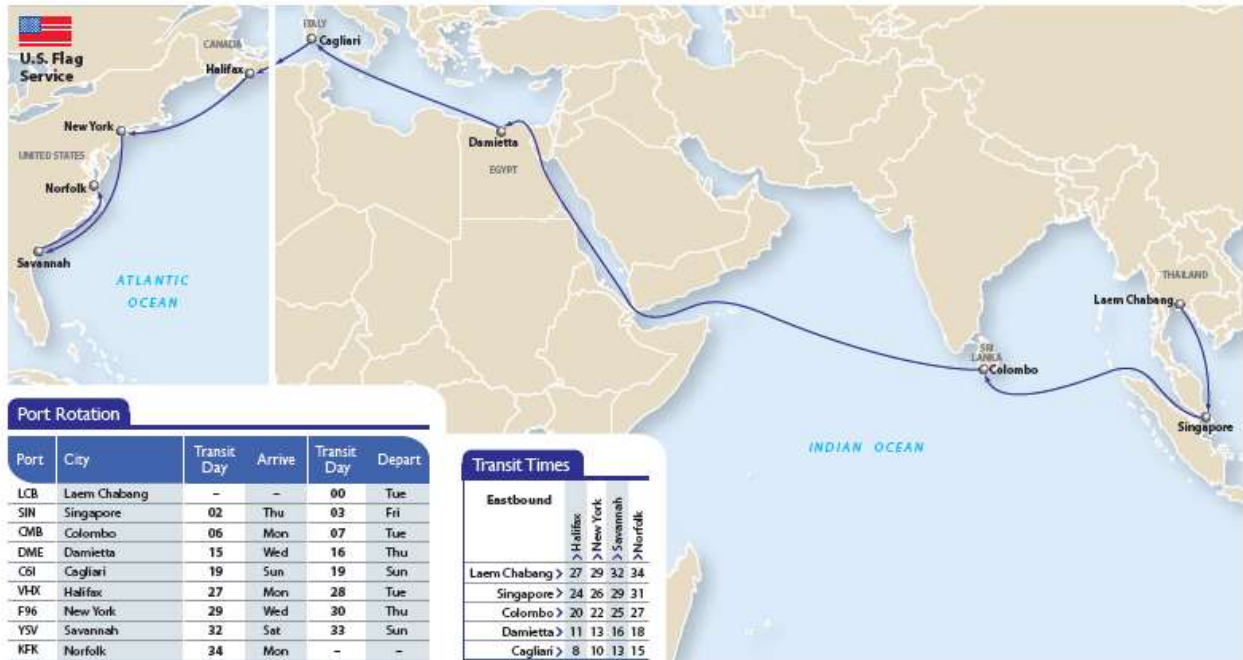 U.S. Flag
Service
CANADA
Halifax
New York
UNITED STATES
Norfolk
Savannah
ATLANTIC
OCEAN
ITALY
Cagliari
Damietta
EGYPT
THAILAND
Laem Chabang
SRI
LANKA
Colombo
Singapore
INDIAN OCEAN
Port Rotation
Port City Transit Day Arrive Transit Day Depart
LCB Laem Chabang – – 00 Tue
SIN Singapore 02 Thu 03 Fri
CMB Colombo 06 Mon 07 Tue
DME Damietta 15 Wed 16 Thu
C6I Cagliari 19 Sun 19 Sun
VHX Halifax 27 Mon 28 Tue
F96 New York 29 Wed 30 Thu
YSV Savannah 32 Sat 33 Sun
KFK Norfolk 34 Mon – –
Transit Times
Eastbound >Halifax >New York >Savannah >Norfolk
Laem Chabang > 27 29 32 34
Singapore > 24 26 29 31
Colombo > 20 22 25 27
Damietta > 11 13 16 18
Cagliari > 8 10 13 15